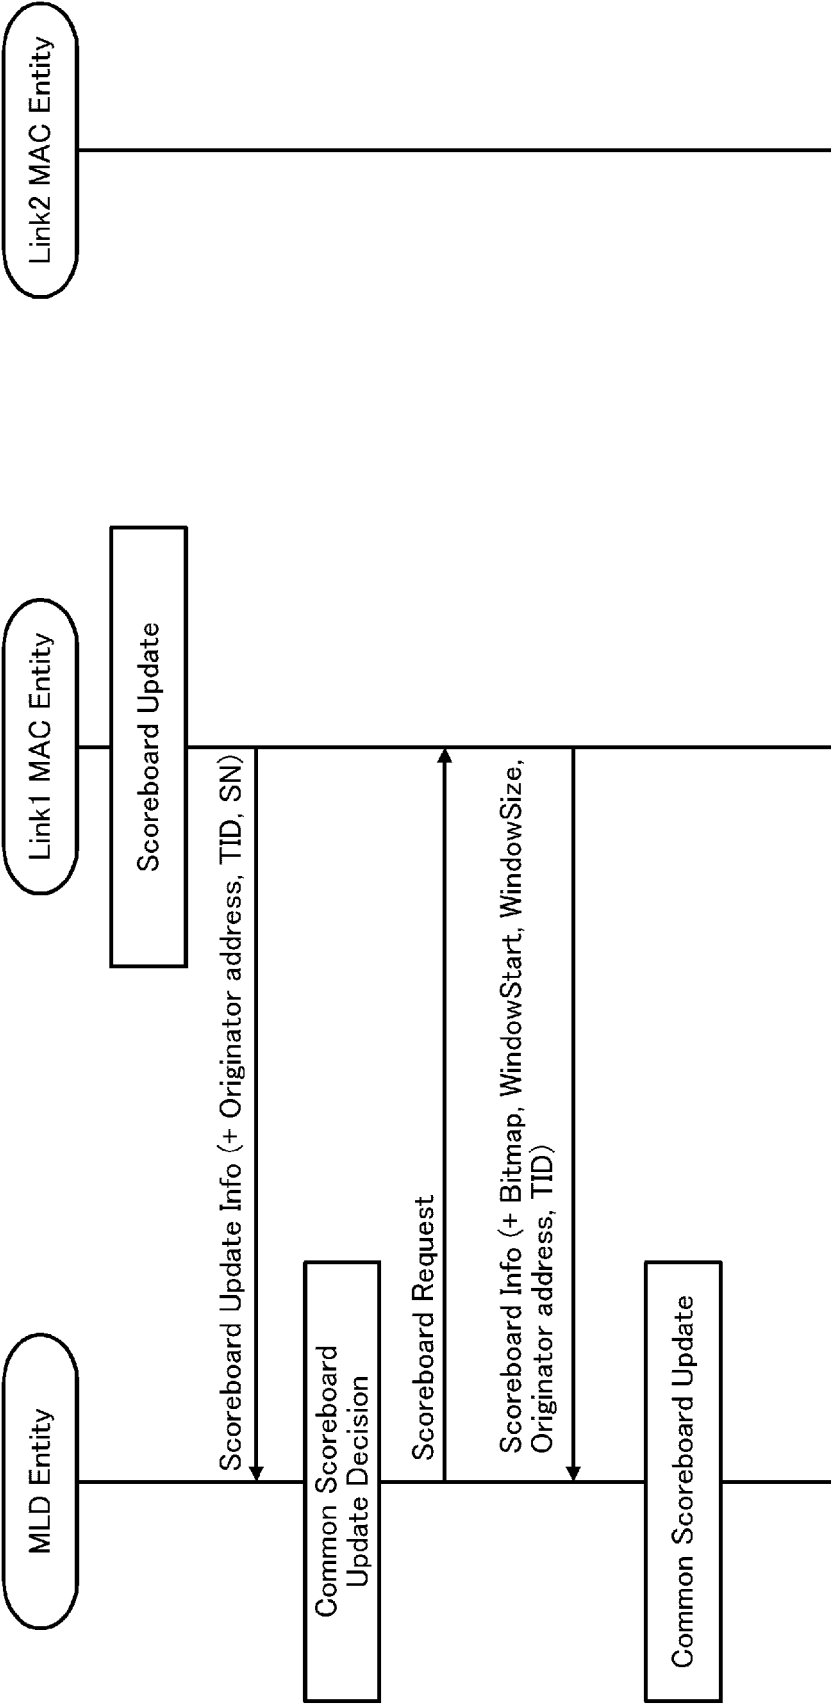 MLD Entity
Link1 MAC Entity
Link2 MAC Entity
Scoreboard Update
Scoreboard Update Info (+ Originator address, TID, SN)
Common Scoreboard
Update Decision
Scoreboard Request
Scoreboard Info (+ Bitmap, WindowStart, WindowSize,
Originator address, TID)
Common Scoreboard Update